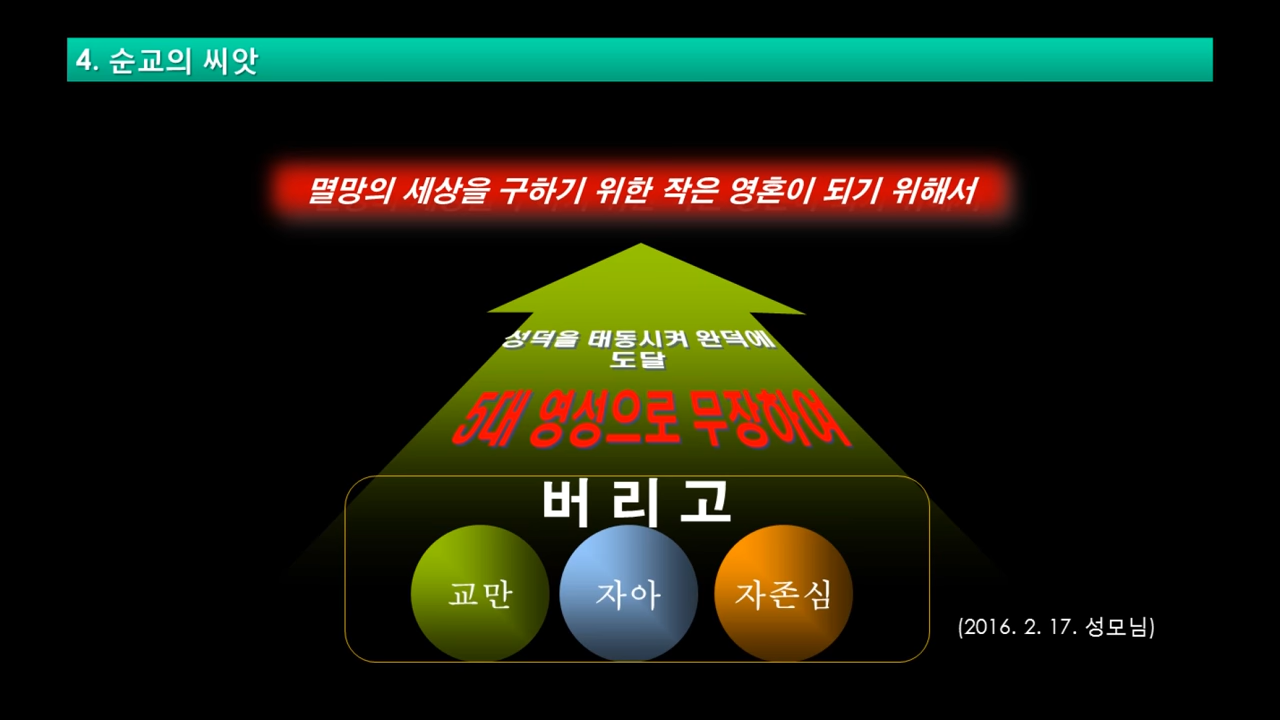 4. 순교의 씨앗
멸망의 세상을 구하기 위한 작은 영혼이 되기 위해서
성덕을 태동시켜 완덕에
도달
5대 영성으로 무장하여
버 리 고
교만 자아 자존심
(2016. 2. 17. 성모님)